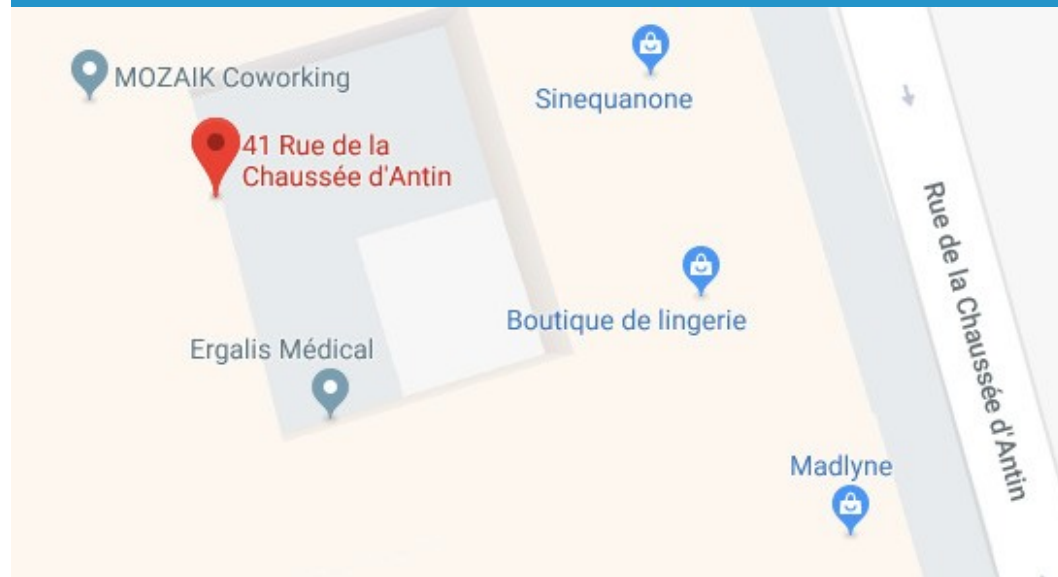 MOZAIK Coworking
Sinequanone
41 Rue de la
Chaussée d'Antin
Rue de la Chaussée d'Antin
Boutique de lingerie
Ergalis Médical
Madlyne